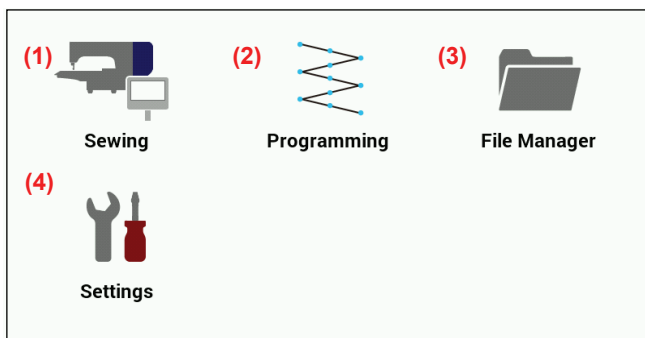 (1)
(2)
(3)
Sewing
Programming
File Manager
(4)
Settings